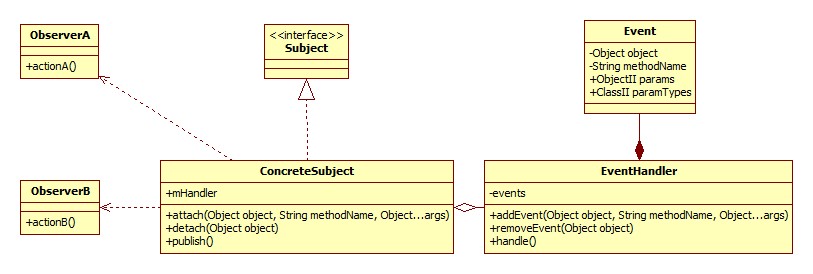 ObserverA
+actionA()
<<interface>>
Subject
Event
-Object object
-String methodName
+ObjectII params
+ClassII paramTypes
ObserverB
+actionB()
ConcreteSubject
+mHandler
+attach(Object object, String methodName, Object...args)
+detach(Object object)
+publish()
EventHandler
-events
+addEvent(Object object, String methodName, Object...args)
+removeEvent(Object object)
+handle()